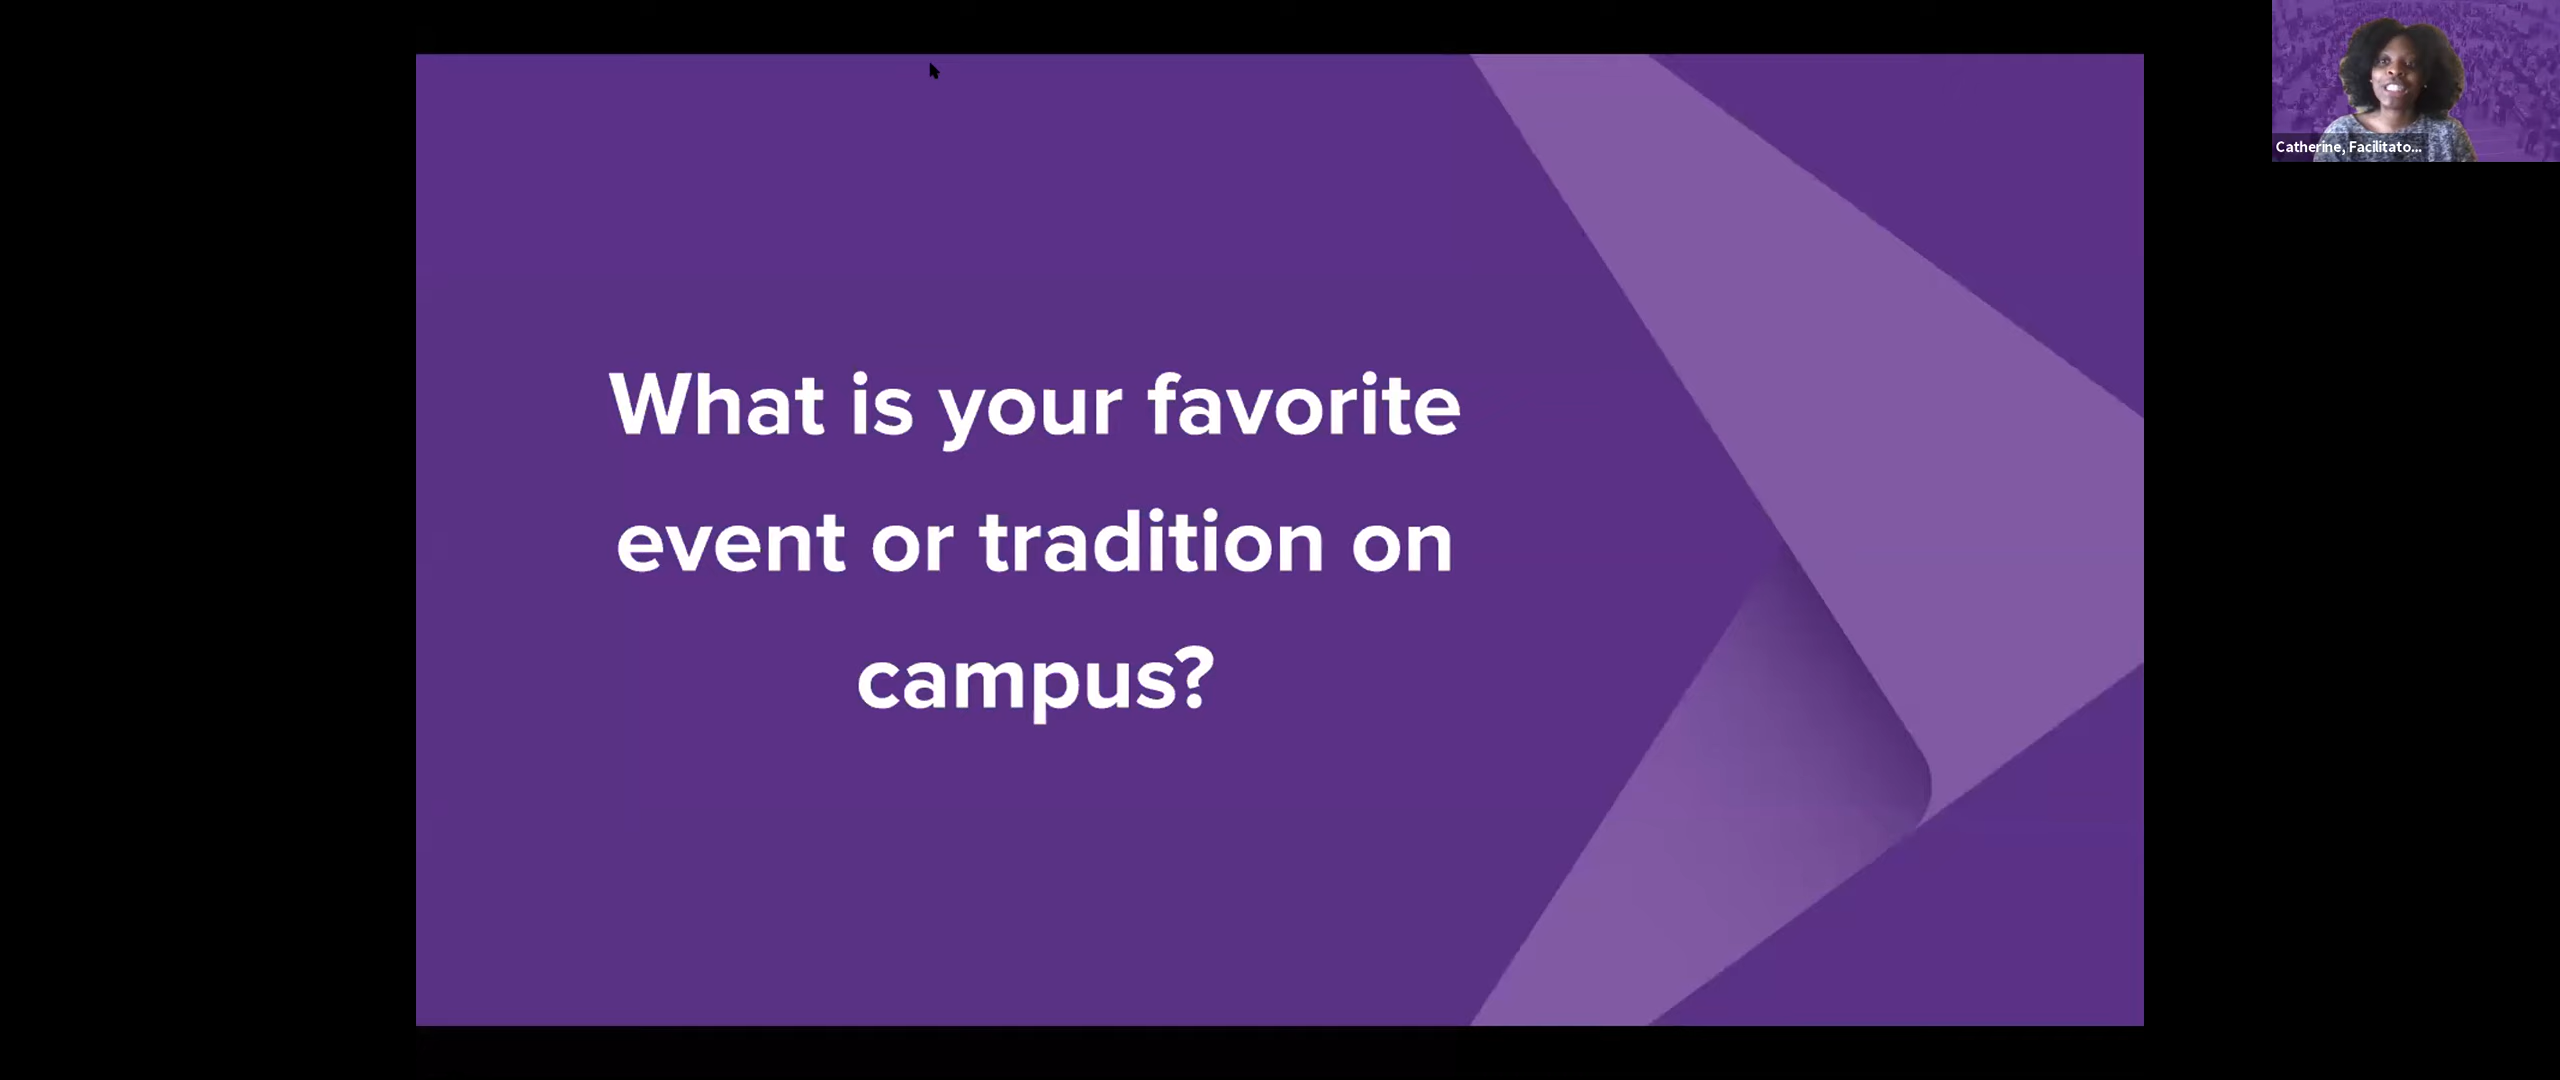 What is your favorite
event or tradition on
campus?
Catherine, Facilitato...